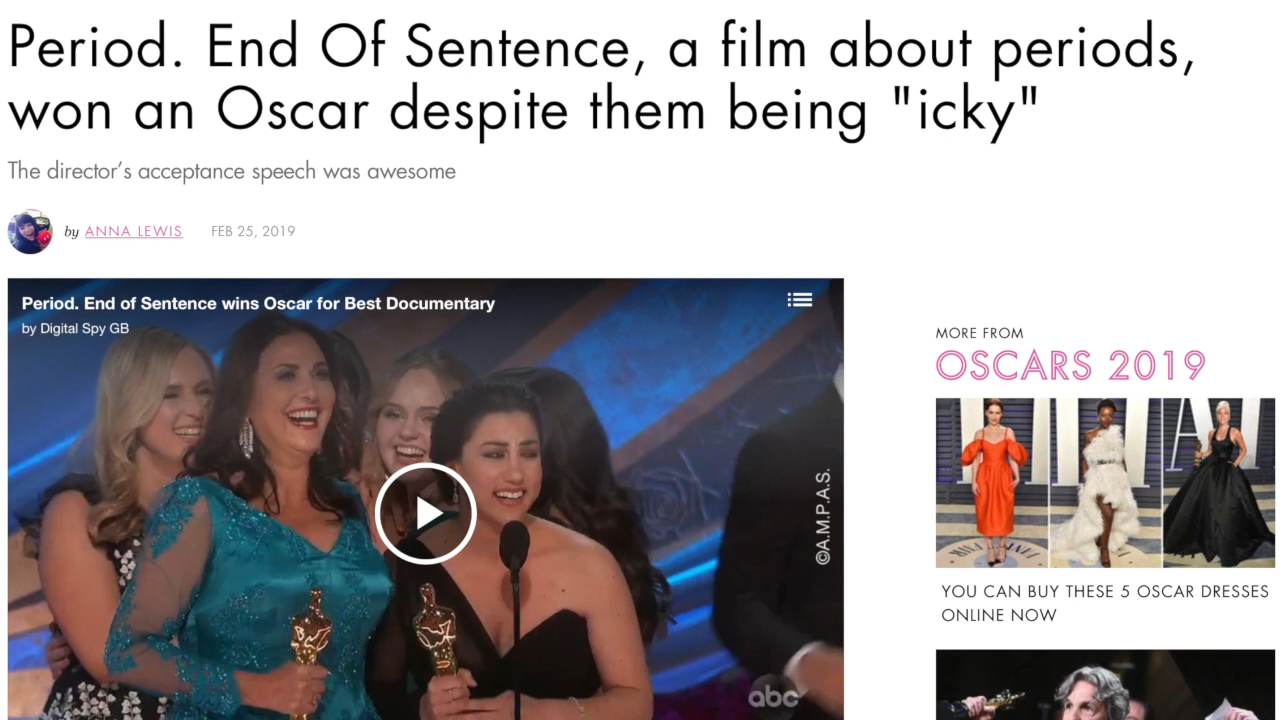 Period. End Of Sentence, a film about periods,
won an Oscar despite them being "icky"
The director's acceptance speech was awesome
by ANNA LEWIS FEB 25, 2019
Period. End of Sentence wins Oscar for Best Documentary
by Digital Spy GB
©A.M.P.A.S.
abc
MORE FROM
OSCARS 2019
VANITY FAIR
YOU CAN BUY THESE 5 OSCAR DRESSES
ONLINE NOW